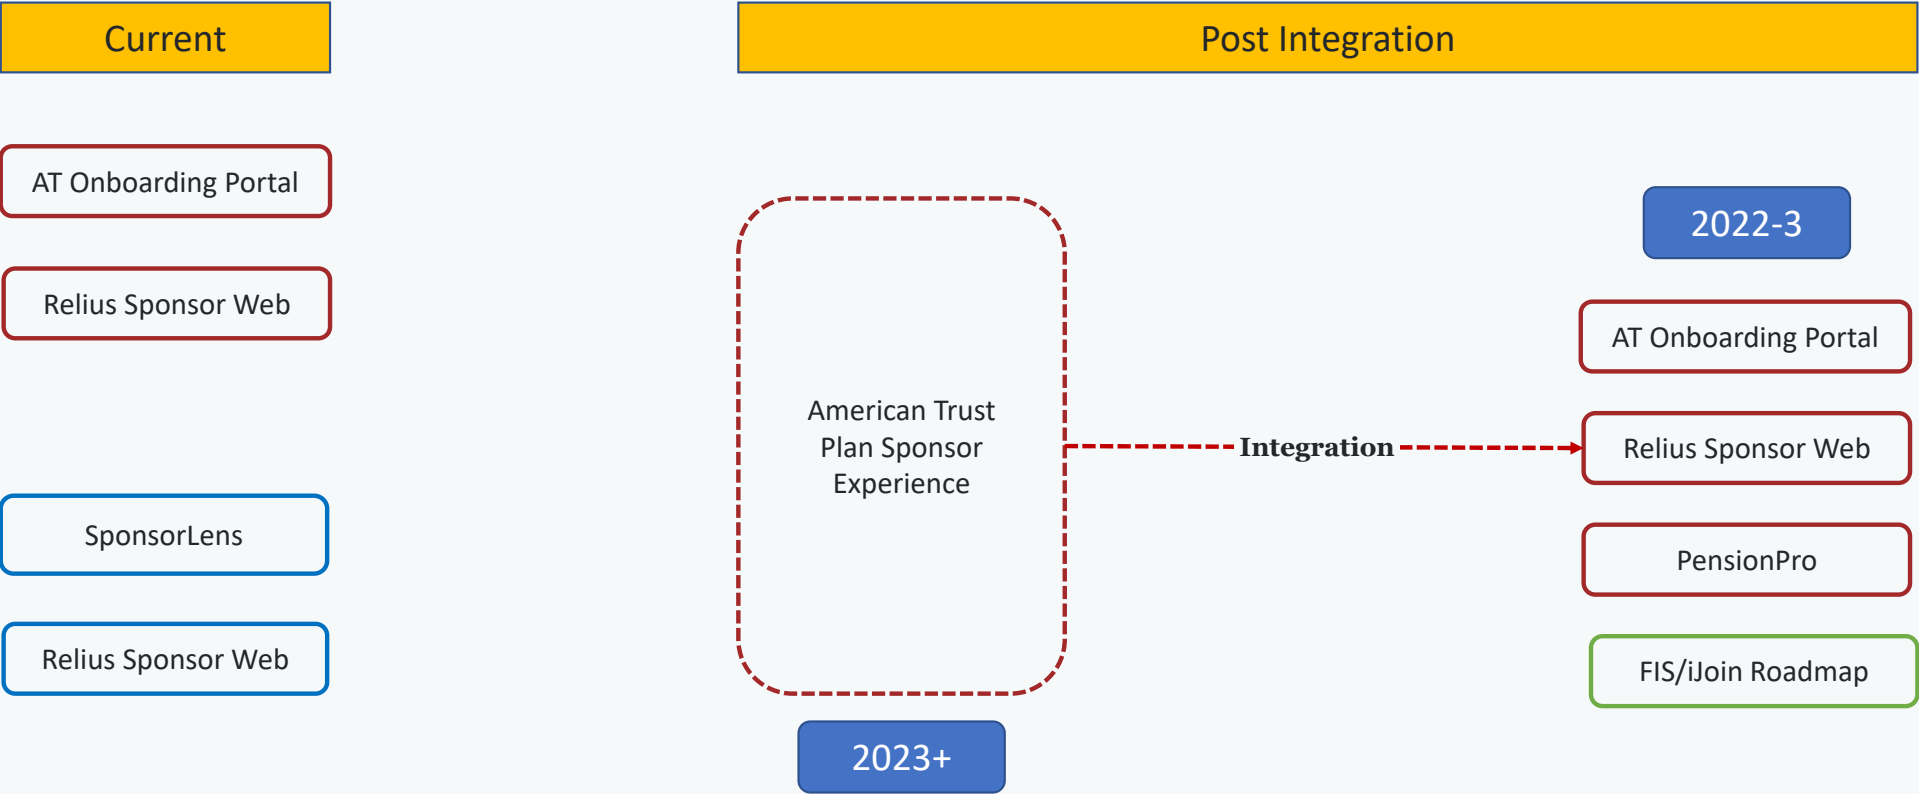 Current
Post Integration
AT Onboarding Portal
Relius Sponsor Web
SponsorLens
Relius Sponsor Web
American Trust
Plan Sponsor
Experience
2023+
Integration
2022-3
AT Onboarding Portal
Relius Sponsor Web
PensionPro
FIS/iJoin Roadmap